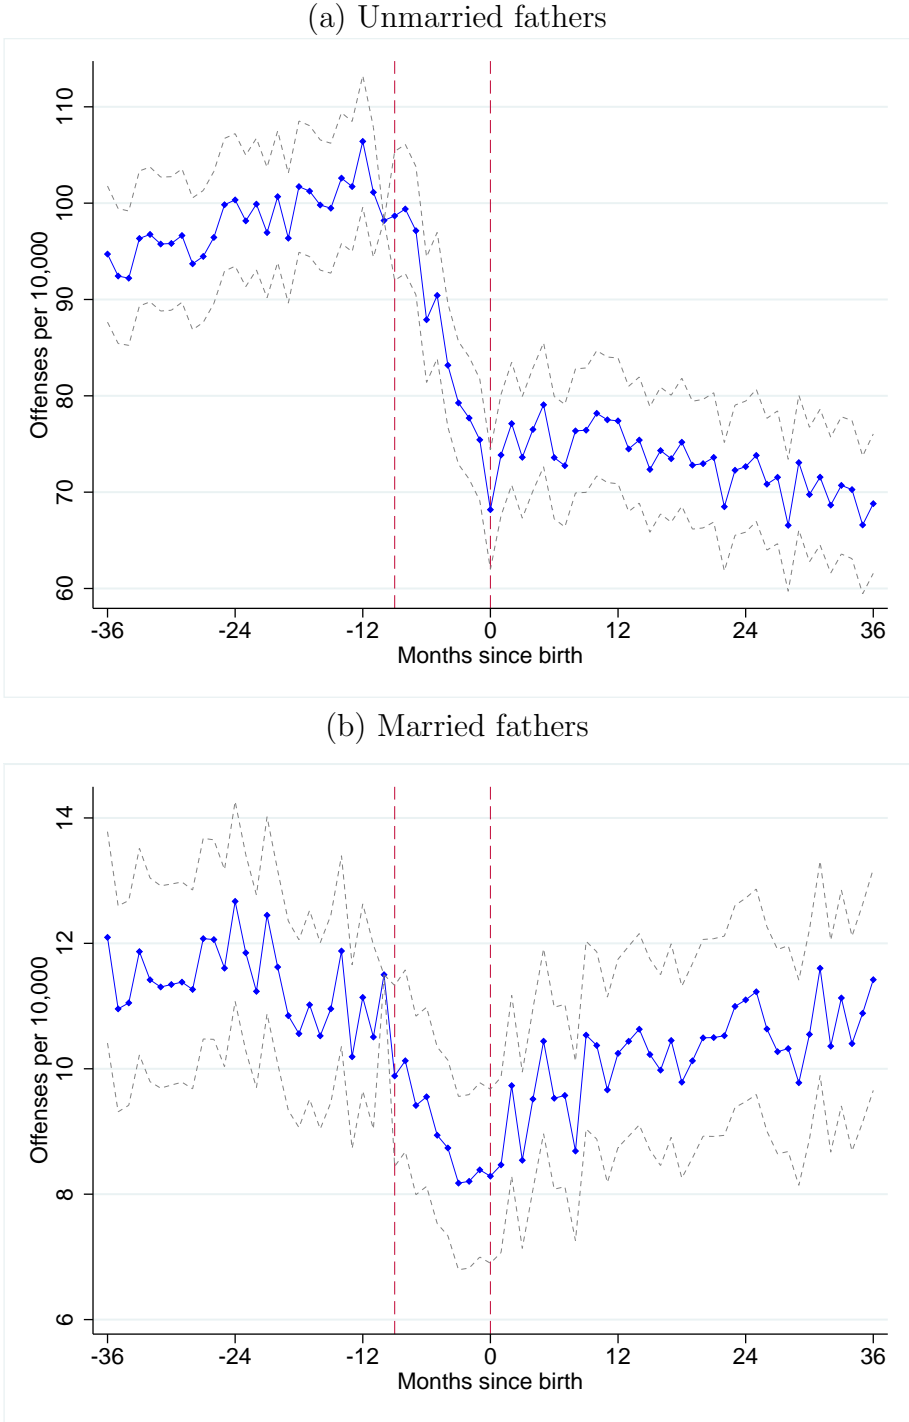 (a) Unmarried fathers
110
100
90
80
70
60
Offenses per 10,000
-36 -24 -12 0 12 24 36
Months since birth
(b) Married fathers
14
12
10
8
6
Offenses per 10,000
-36 -24 -12 0 12 24 36
Months since birth